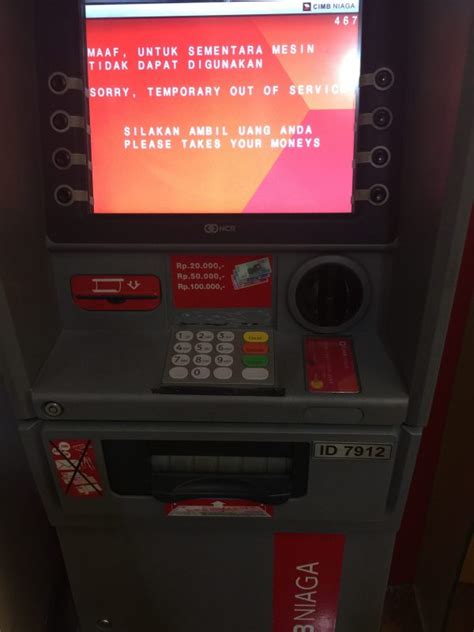 CIMB NIAGA
467
MAAF, UNTUK SEMENTARA MESIN
TIDAK DAPAT DIGUNAKAN
SORRY, TEMPORARY OUT OF SERVICE
SILAKAN AMBIL UANG ANDA
PLEASE TAKES YOUR MONEYS
NCR
Rp.20.000,-
Rp.50.000,-
Rp.100.000,-
ID 7912
B NIAGA